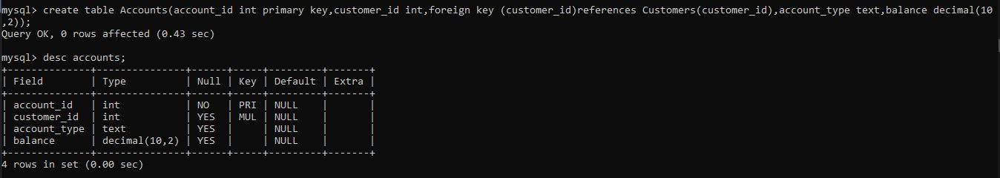 mysql> create table Accounts(account_id int primary key,customer_id int,foreign key (customer_id)references Customers(customer_id),account_type text,balance decimal(10
,2));
Query OK, 0 rows affected (0.43 sec)
mysql> desc accounts;
+--------------+---------------+------+-----+---------+-------+
| Field        | Type          | Null | Key | Default | Extra |
+--------------+---------------+------+-----+---------+-------+
| account_id   | int           | NO   | PRI | NULL    |       |
| customer_id  | int           | YES  | MUL | NULL    |       |
| account_type | text          | YES  |     | NULL    |       |
| balance      | decimal(10,2) | YES  |     | NULL    |       |
+--------------+---------------+------+-----+---------+-------+
4 rows in set (0.00 sec)